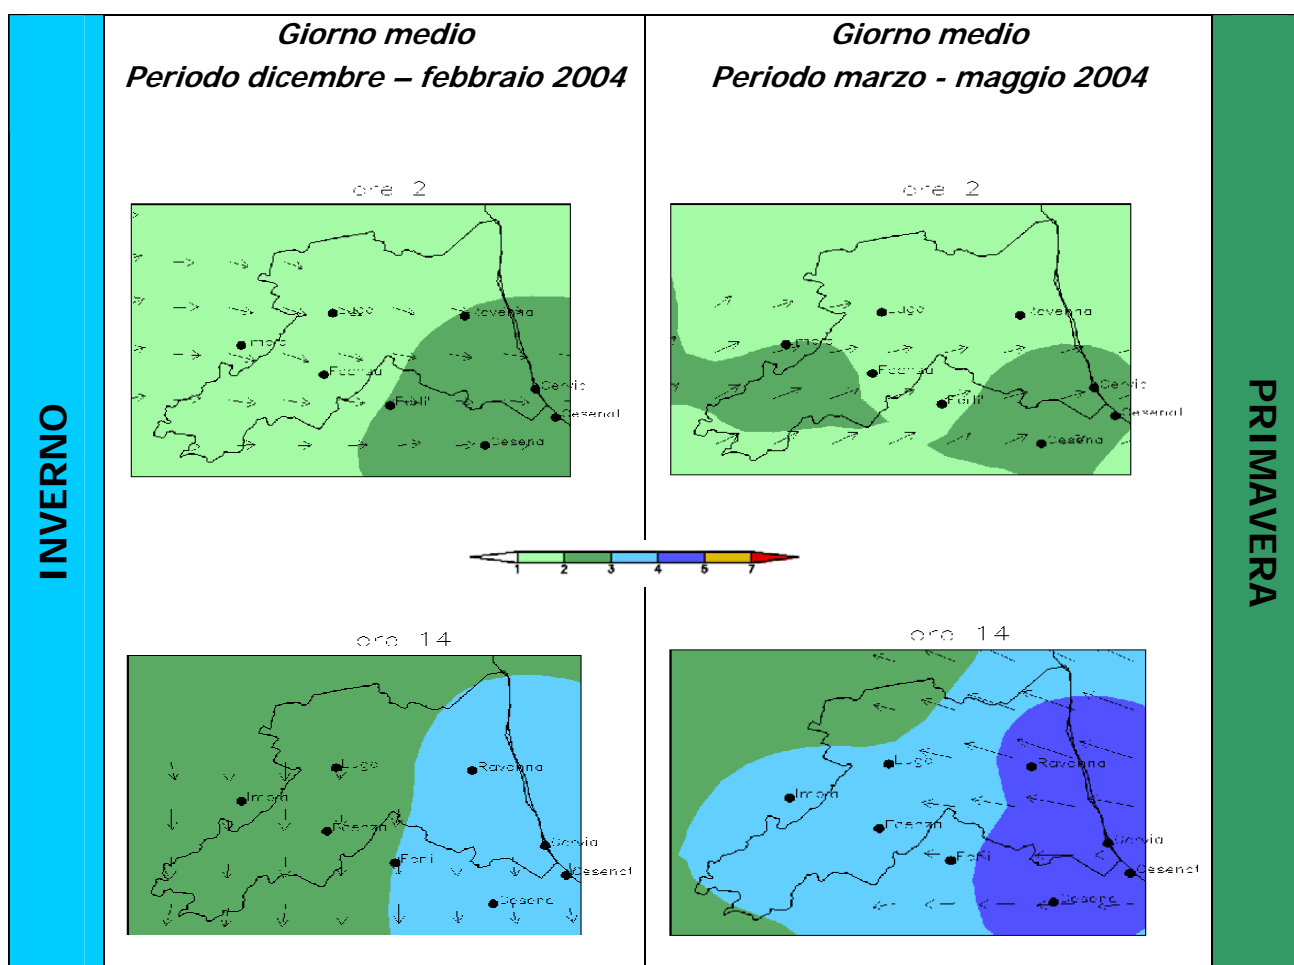 INVERNO
Giorno medio
Periodo dicembre – febbraio 2004
Giorno medio
Periodo marzo - maggio 2004
PRIMAVERA
ore 2
Lugo
Ravenna
Faenza
Forli'
Cervia
Cesenat
Cesena
ore 2
Lugo
Ravenna
Faenza
Forli'
Cervia
Cesenat
Cesena
1 2 3 4 5 7
ore 14
Lugo
Ravenna
Imola
Faenza
Forli
Cervia
Cesenat
Cesena
ore 14
Lugo
Ravenna
Imola
Faenza
Forli
Cervia
Cesenat
Cesena